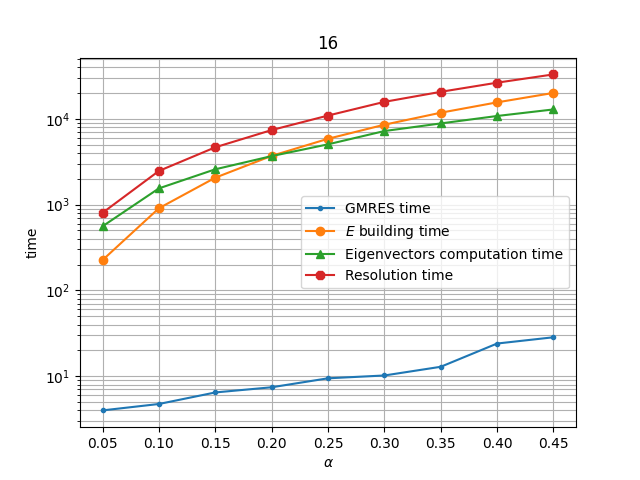 16
time
10^4
10^3
10^2
10^1
GMRES time
E building time
Eigenvectors computation time
Resolution time
0.05 0.10 0.15 0.20 0.25 0.30 0.35 0.40 0.45
α